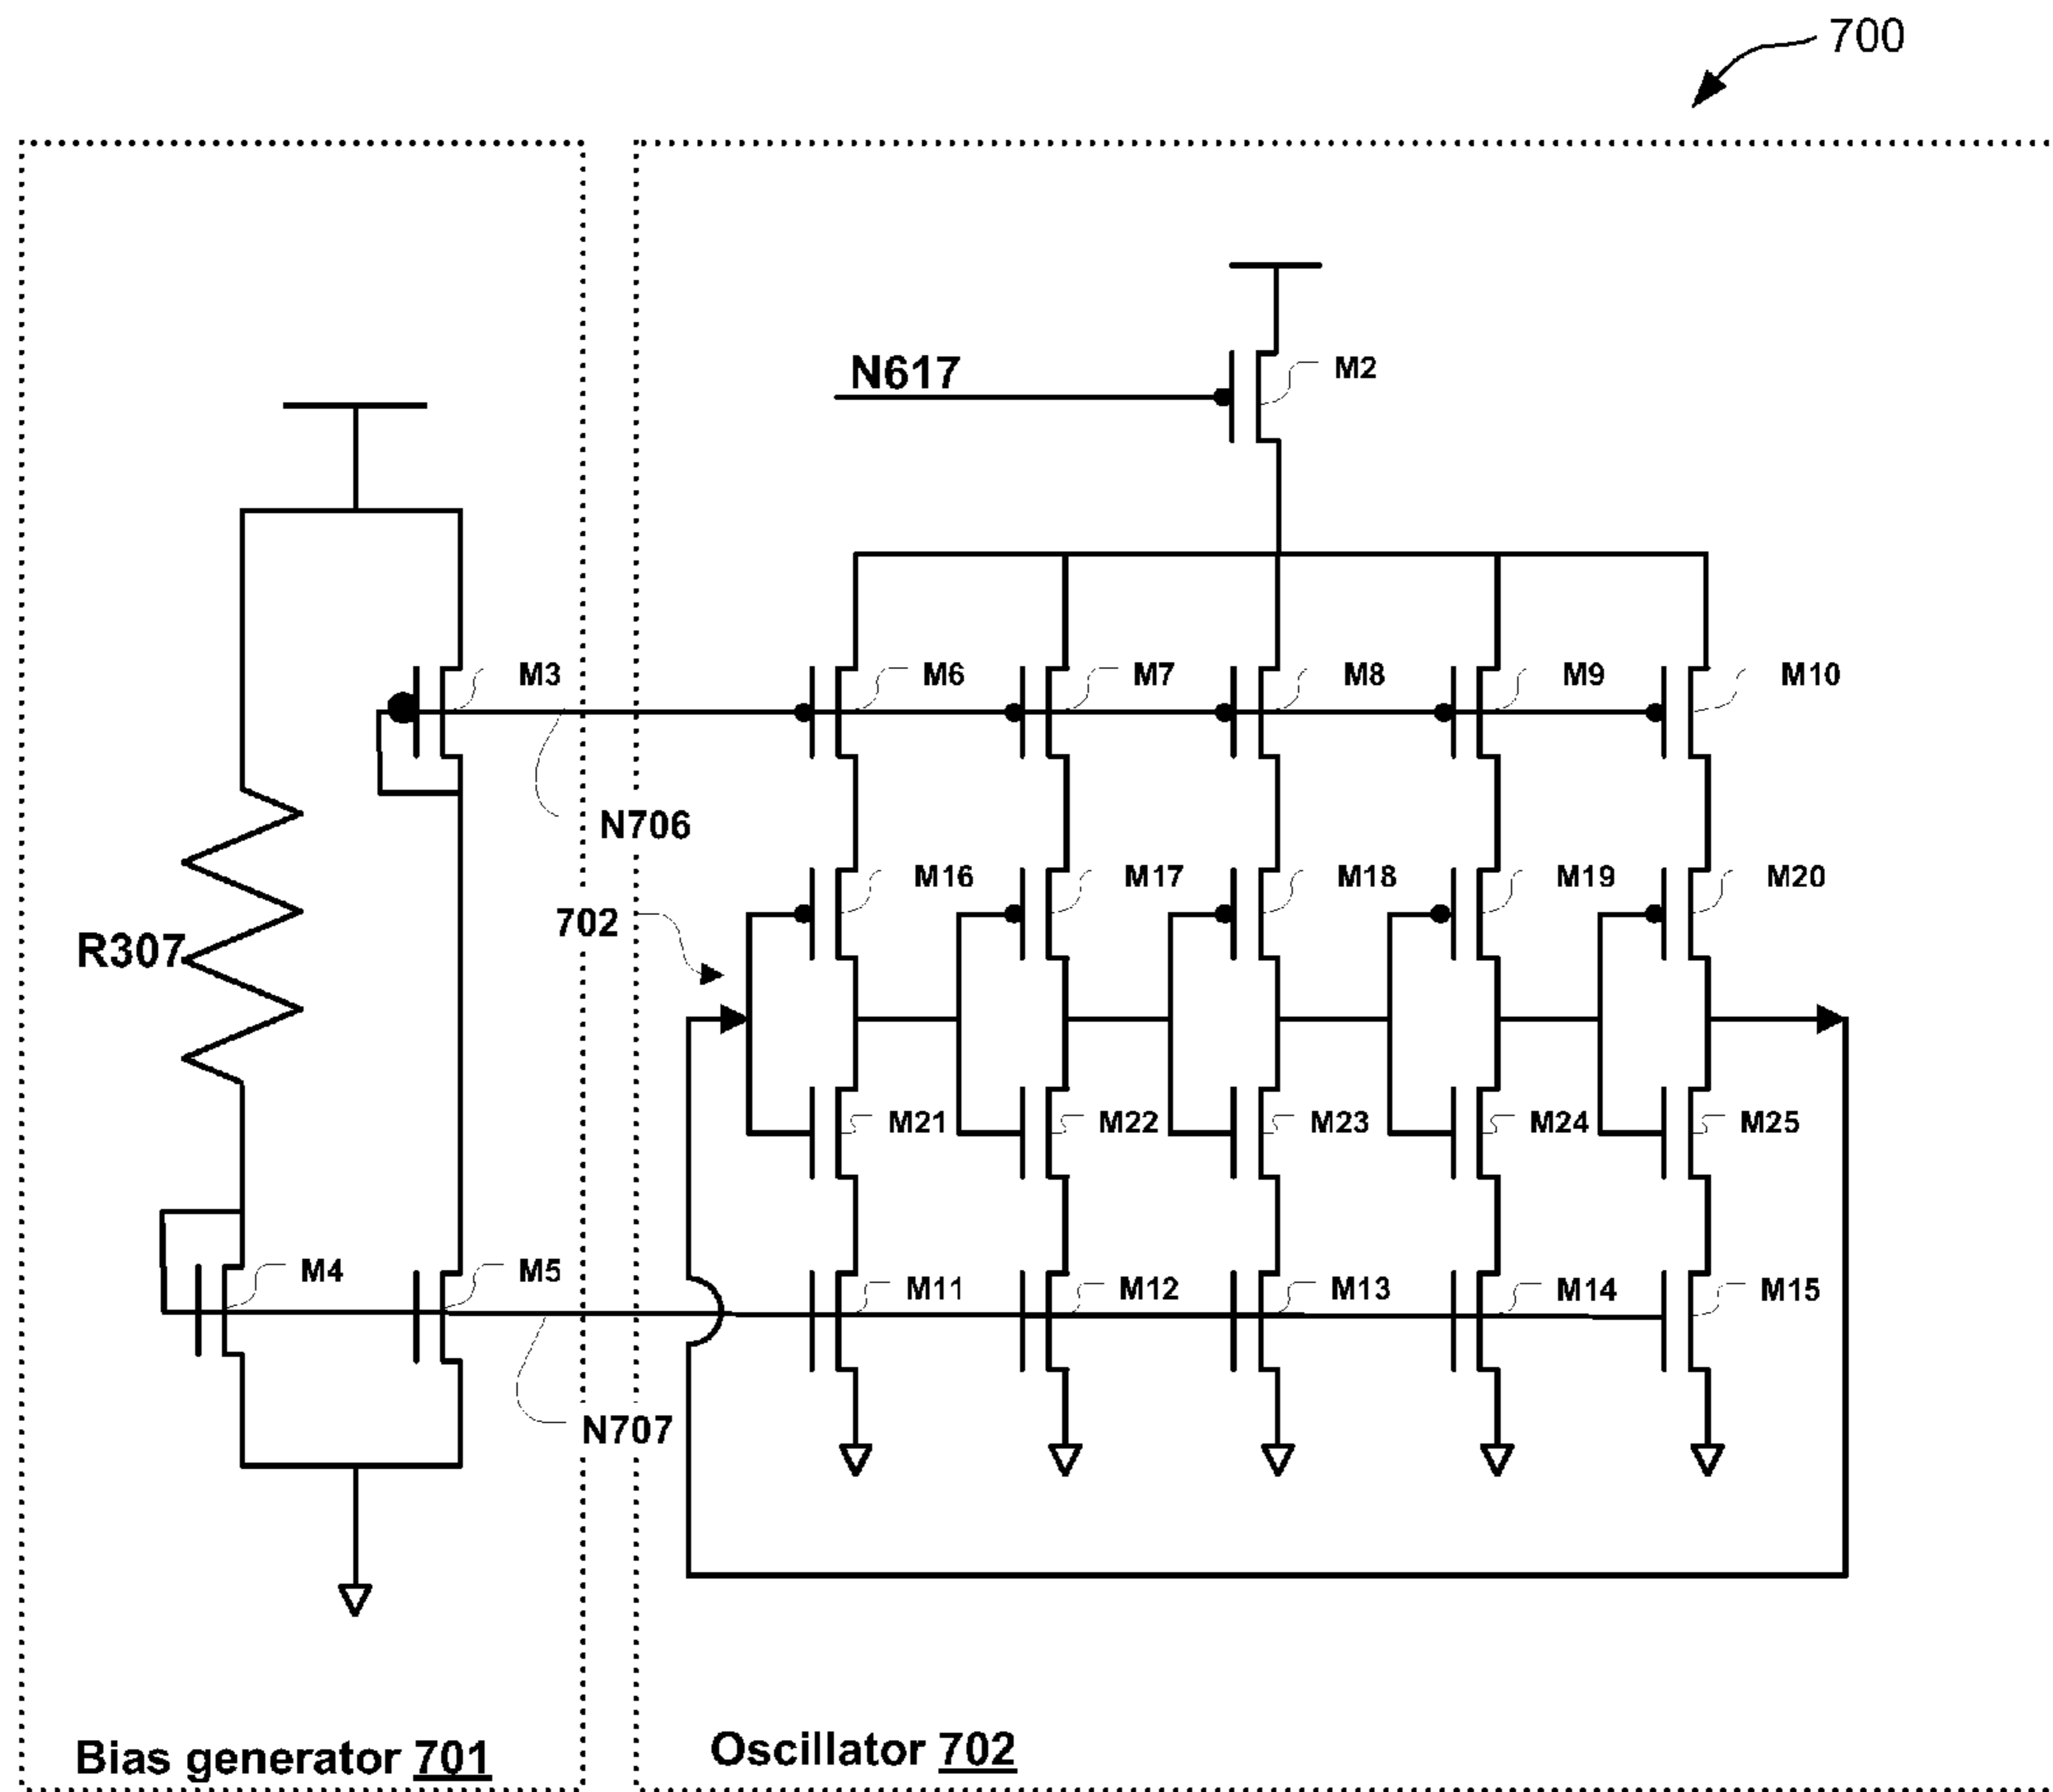 700
N617
M2
M3
M6
M7
M8
M9
M10
N706
M16
M17
M18
M19
M20
702
R307
M21
M22
M23
M24
M25
M4
M5
M11
M12
M13
M14
M15
N707
Bias generator 701
Oscillator 702